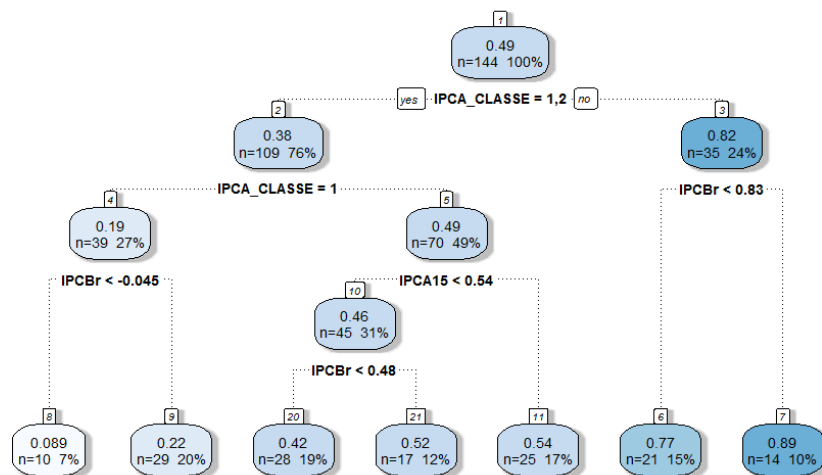 1
0.49
n=144 100%
yes IPCA_CLASSE = 1,2 no
2
0.38
n=109 76%
3
0.82
n=35 24%
IPCA_CLASSE = 1
IPCBr < 0.83
4
0.19
n=39 27%
5
0.49
n=70 49%
IPCBr < -0.045
IPCA15 < 0.54
10
0.46
n=45 31%
IPCBr < 0.48
8
0.089
n=10 7%
9
0.22
n=29 20%
20
0.42
n=28 19%
21
0.52
n=17 12%
11
0.54
n=25 17%
6
0.77
n=21 15%
7
0.89
n=14 10%